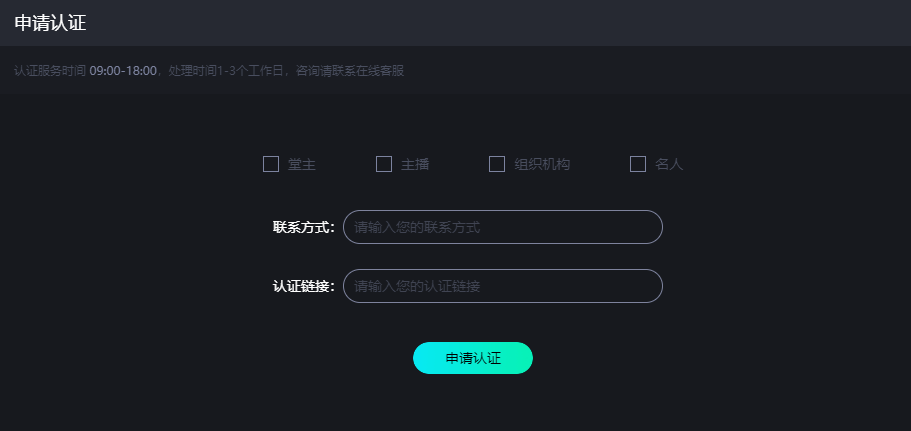 申请认证
认证服务时间 09:00-18:00，处理时间1-3个工作日，咨询请联系在线客服
堂主 主播 组织机构 名人
联系方式： 请输入您的联系方式
认证链接： 请输入您的认证链接
申请认证